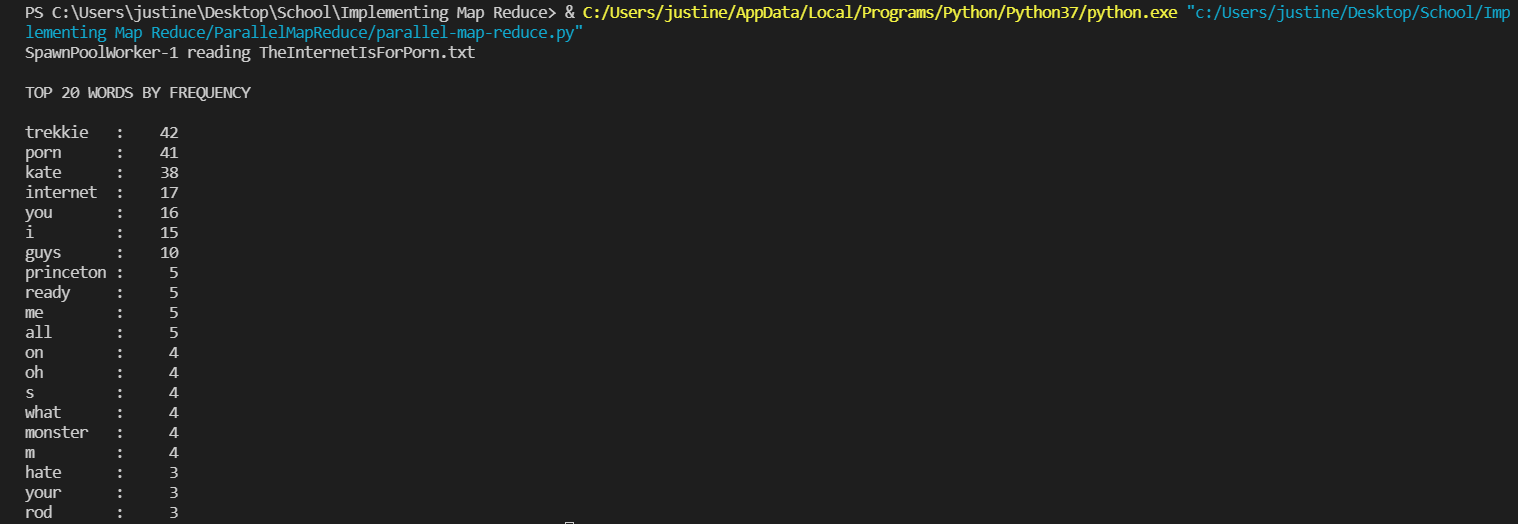 PS C:\Users\justine\Desktop\School\Implementing Map Reduce> & C:/Users/justine/AppData/Local/Programs/Python/Python37/python.exe "c:/Users/justine/Desktop/School/Imp
lementing Map Reduce/ParallelMapReduce/parallel-map-reduce.py"
SpawnPoolWorker-1 reading TheInternetIsForPorn.txt
TOP 20 WORDS BY FREQUENCY
trekkie : 42
porn : 41
kate : 38
internet : 17
you : 16
i : 15
guys : 10
princeton : 5
ready : 5
me : 5
all : 5
on : 4
oh : 4
s : 4
what : 4
monster : 4
m : 4
hate : 3
your : 3
rod : 3